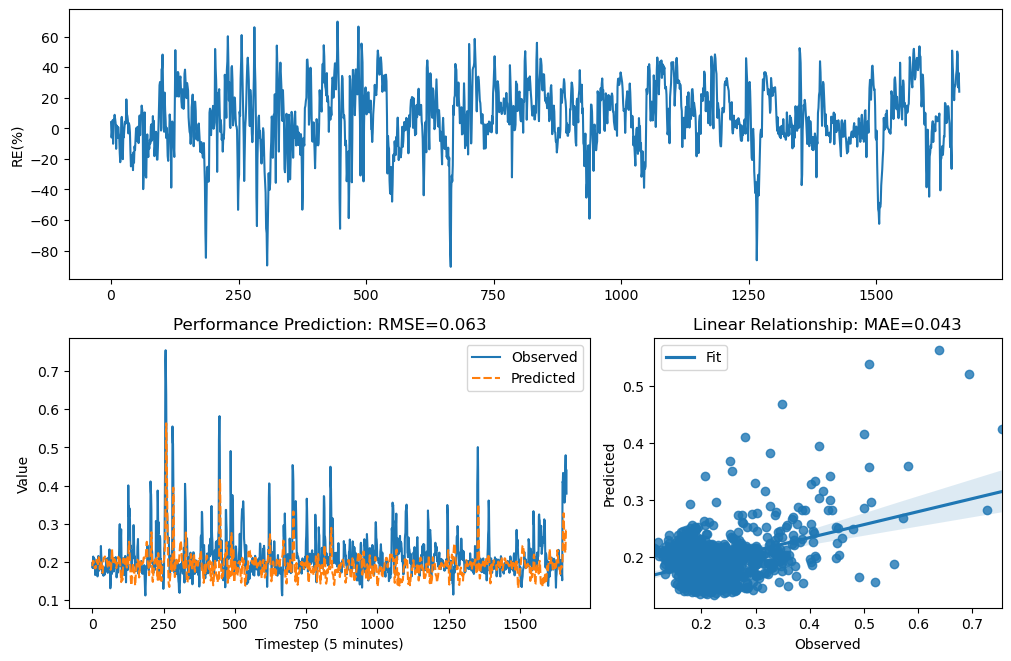 60
40
20
0
−20
−40
−60
−80
RE(%)
0 250 500 750 1000 1250 1500
Performance Prediction: RMSE=0.063
Observed
Predicted
0.7
0.6
0.5
0.4
0.3
0.2
0.1
Value
0 250 500 750 1000 1250 1500
Timestep (5 minutes)
Linear Relationship: MAE=0.043
Fit
0.5
0.4
0.3
0.2
Predicted
0.2 0.3 0.4 0.5 0.6 0.7
Observed